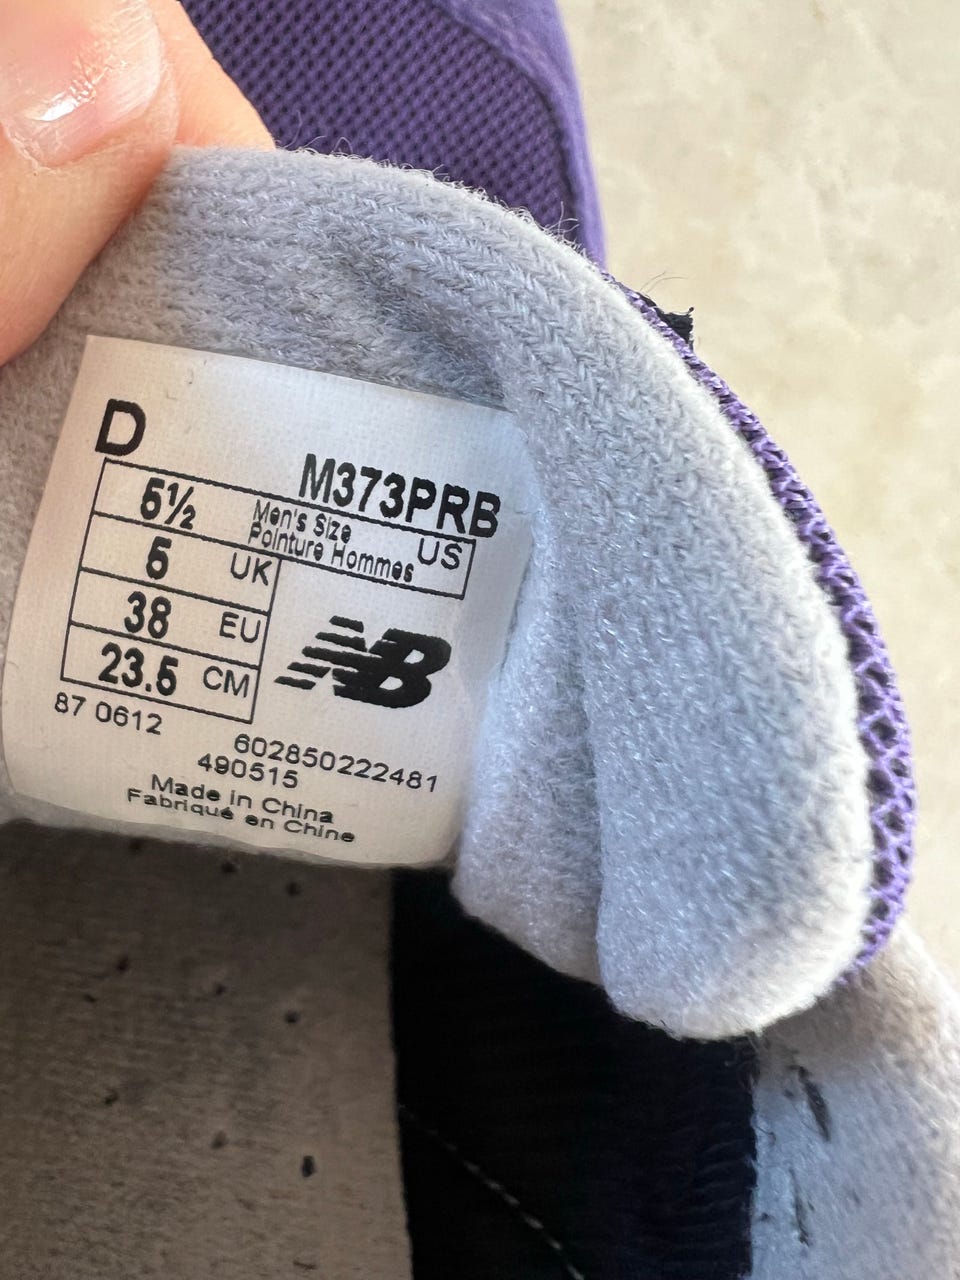 D
M373PRB
5½ Men's Size US
Pointure Hommes
5 UK
38 EU
23.5 CM
NB
87 0612
602850222481
490515
Made in China
Fabriqué en Chine